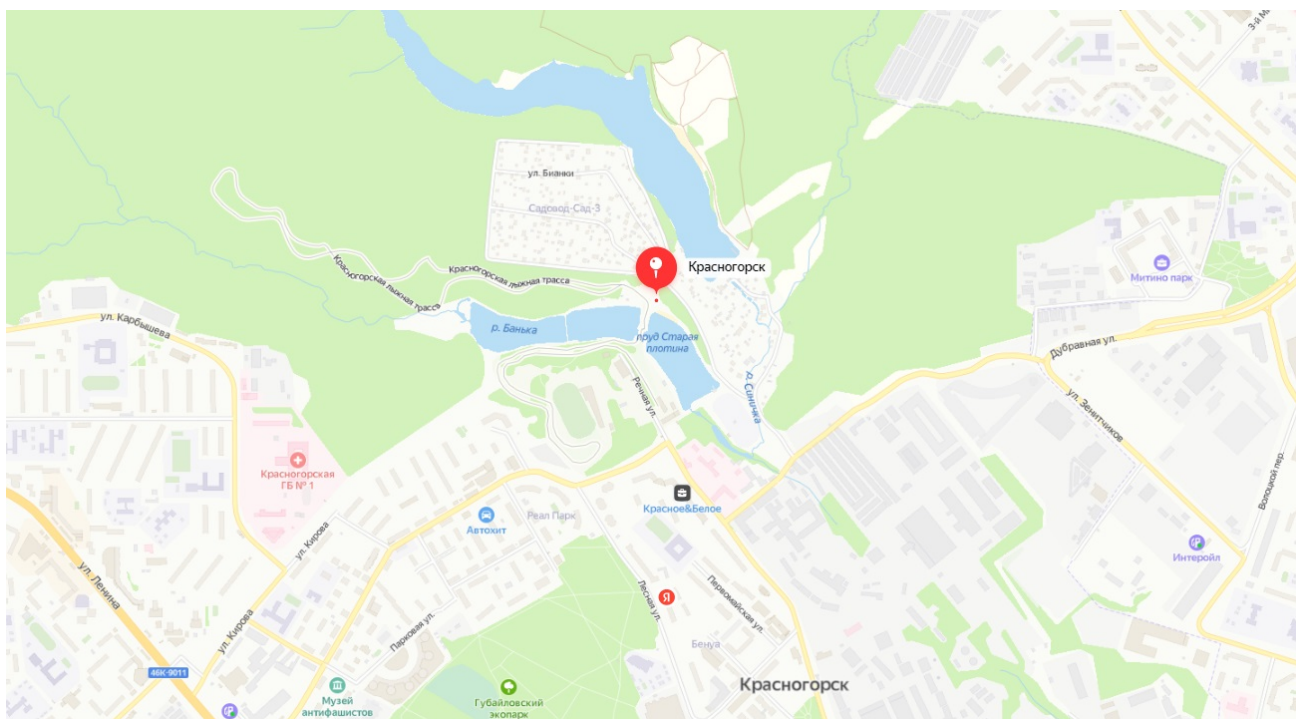 3-й М
ул. Бианки
Садовод-Сад-3
Красногорск
Красногорская лыжная трасса
Красногорская лыжная трасса
Митино парк
ул. Карбышева
р. Банька
пруд Старая
плотина
Дубравная ул.
Речная ул.
р. Синичка
ул. Зенитчиков
Волоцкой пер.
Красногорская
ГБ № 1
Красное&Белое
Автохит
Реал Парк
ул. Кирова
Интеройл
ул. Ленина
Лесная ул.
Я
Первомайская ул.
ул. Кирова
Парковая ул.
Бенуа
46К-9011
Красногорск
Музей
антифашистов
Губайловский
экопарк